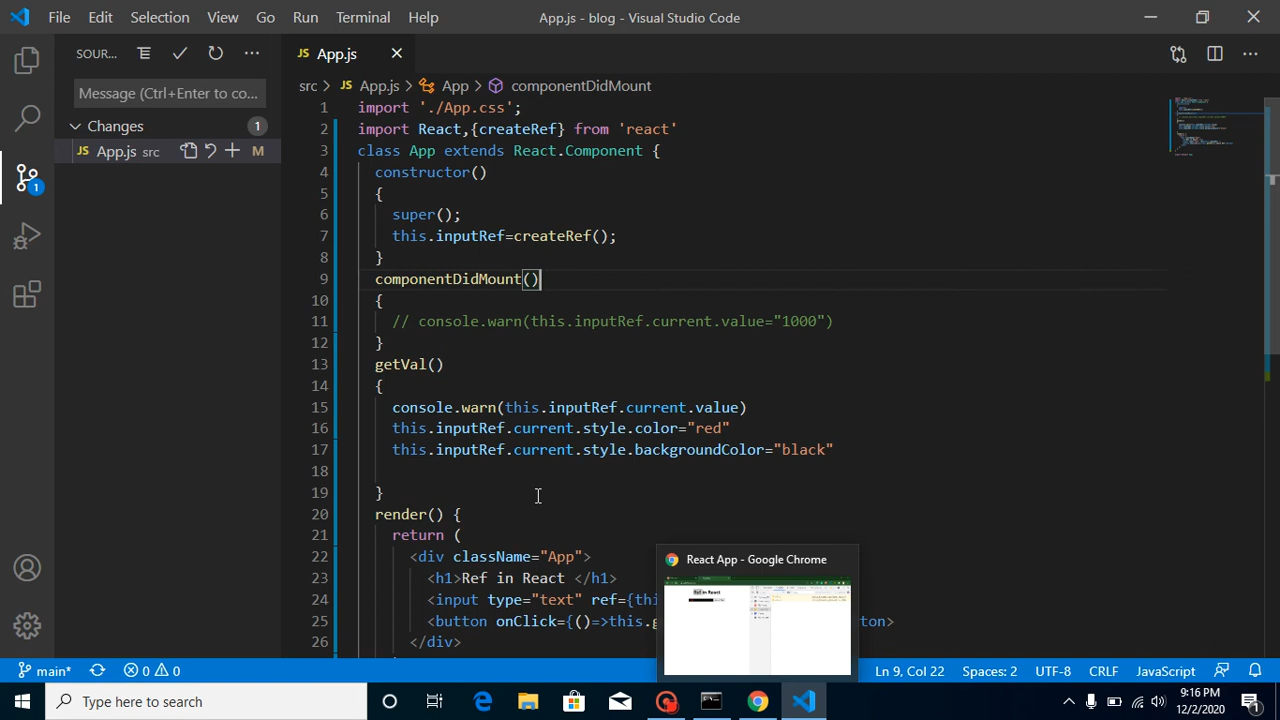 File Edit Selection View Go Run Terminal Help App.js - blog - Visual Studio Code
SOUR... JS App.js
Message (Ctrl+Enter to co...
src > JS App.js > App > componentDidMount
Changes 1
App.js src M
1 import './App.css';
2 import React,{createRef} from 'react'
3 class App extends React.Component {
4 constructor()
5 {
6 super();
7 this.inputRef=createRef();
8 }
9 componentDidMount()
10 {
11 // console.warn(this.inputRef.current.value="1000")
12 }
13 getVal()
14 {
15 console.warn(this.inputRef.current.value)
16 this.inputRef.current.style.color="red"
17 this.inputRef.current.style.backgroundColor="black"
18
19 }
20 render() {
21 return (
22 <div className="App">
23 <h1>Ref in React </h1>
24 <input type="text" ref={thi
25 <button onClick={()=>this.g on>
26 </div>
1
React App - Google Chrome
Ref in React
main* 0 0 Ln 9, Col 22 Spaces: 2 UTF-8 CRLF JavaScript
Type here to search
9:16 PM
12/2/2020